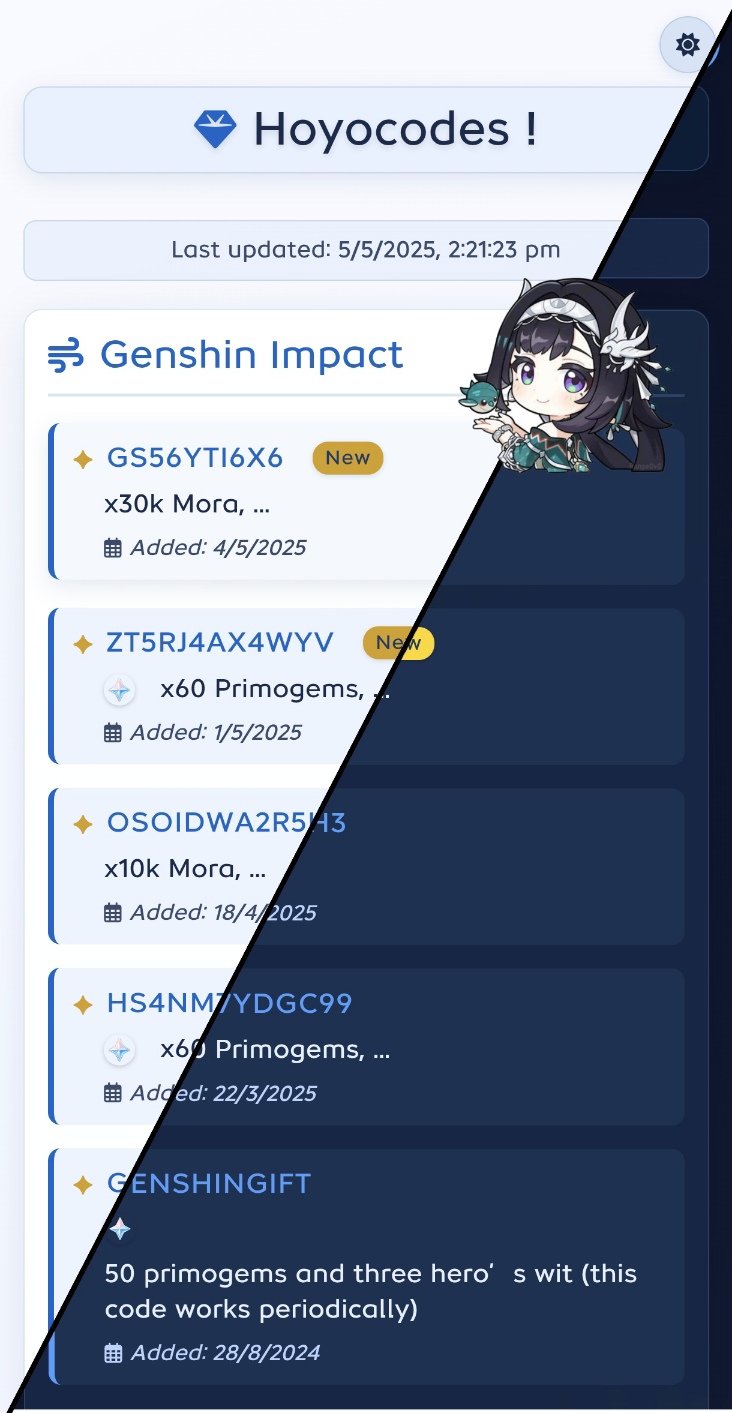 Hoyocodes !
Last updated: 5/5/2025, 2:21:23 pm
Genshin Impact
GS56YTI6X6 New
x30k Mora, ...
Added: 4/5/2025
ZT5RJ4AX4WYV New
x60 Primogems, ...
Added: 1/5/2025
OSOIDWA2R5H3
x10k Mora, ...
Added: 18/4/2025
HS4NM7YDGC99
x60 Primogems, ...
Added: 22/3/2025
GENSHINGIFT
50 primogems and three hero’ s wit (this
code works periodically)
Added: 28/8/2024